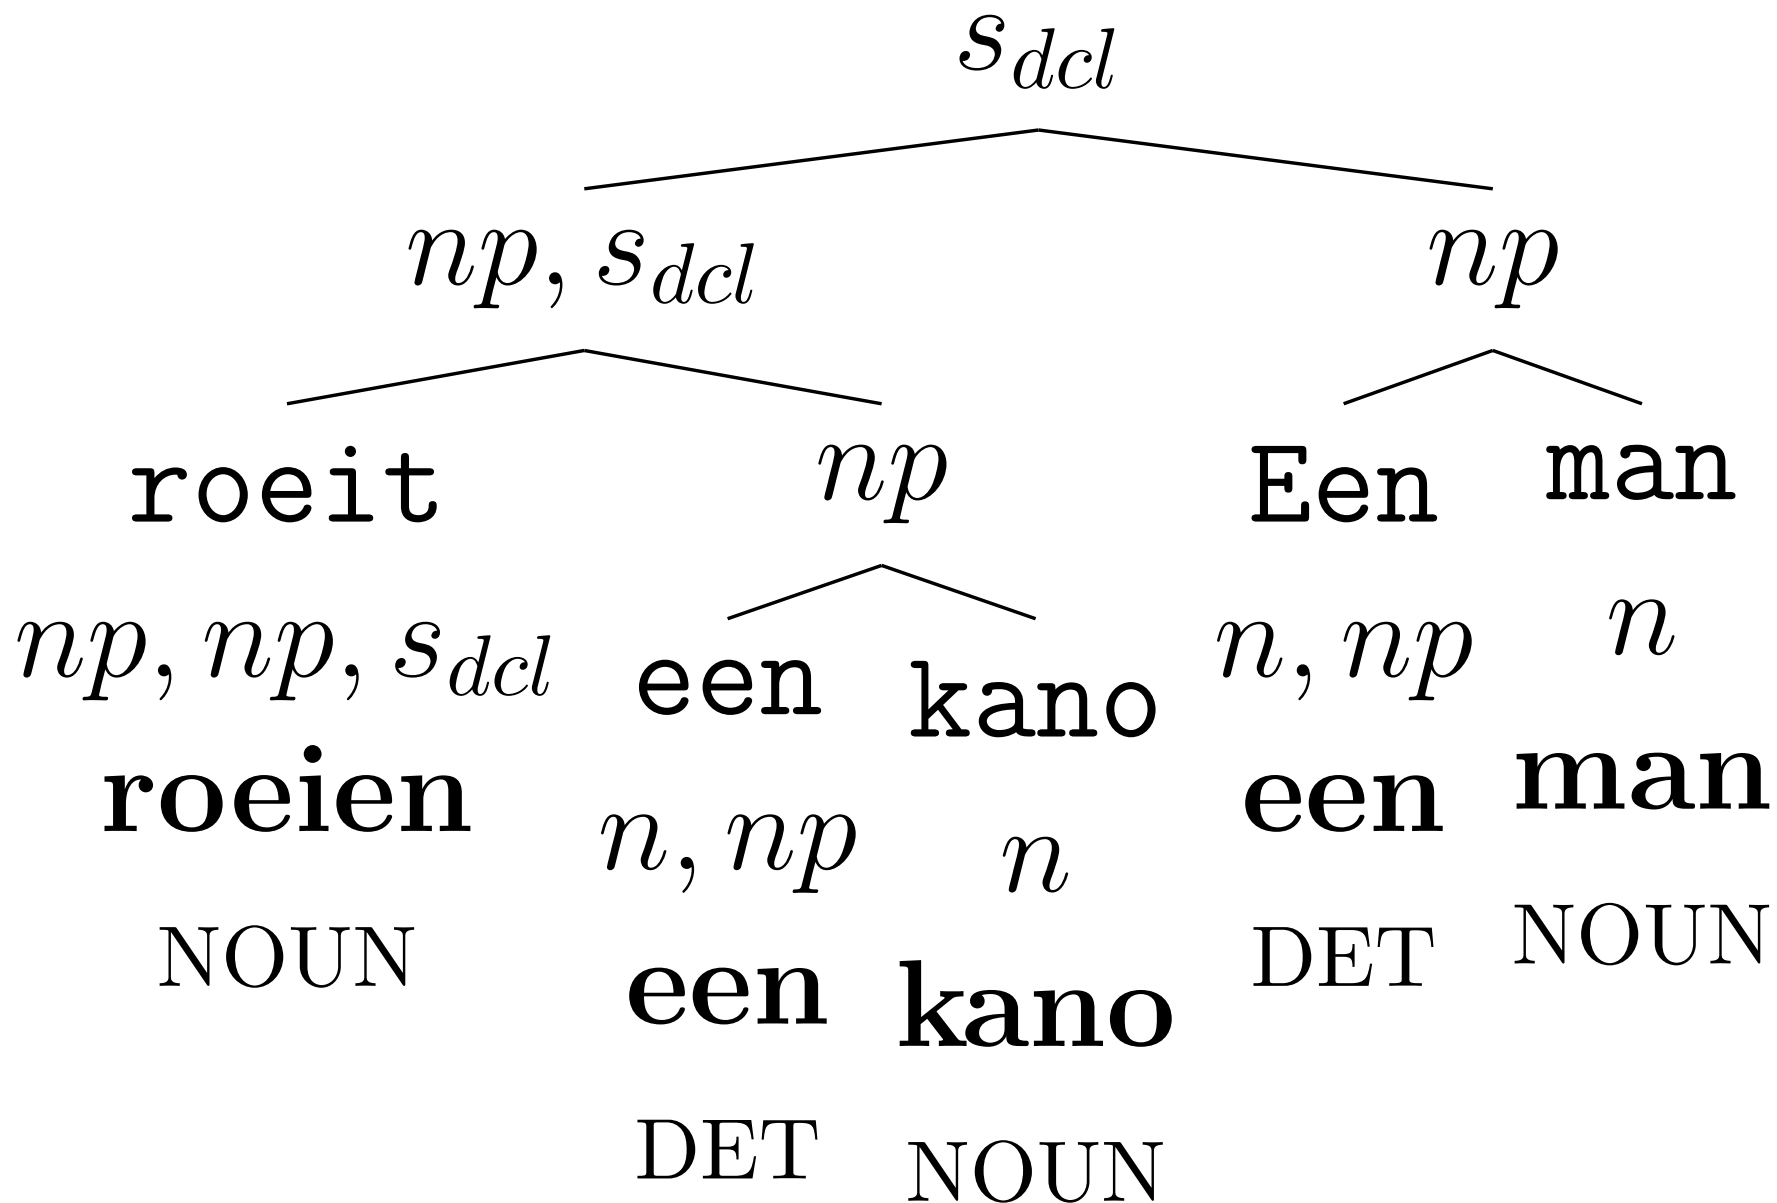 s_dcl
np, s_dcl np
roeit np Een man
np, np, s_dcl een kano n, np n
roeien n, np n een man
NOUN een kano DET NOUN
DET NOUN